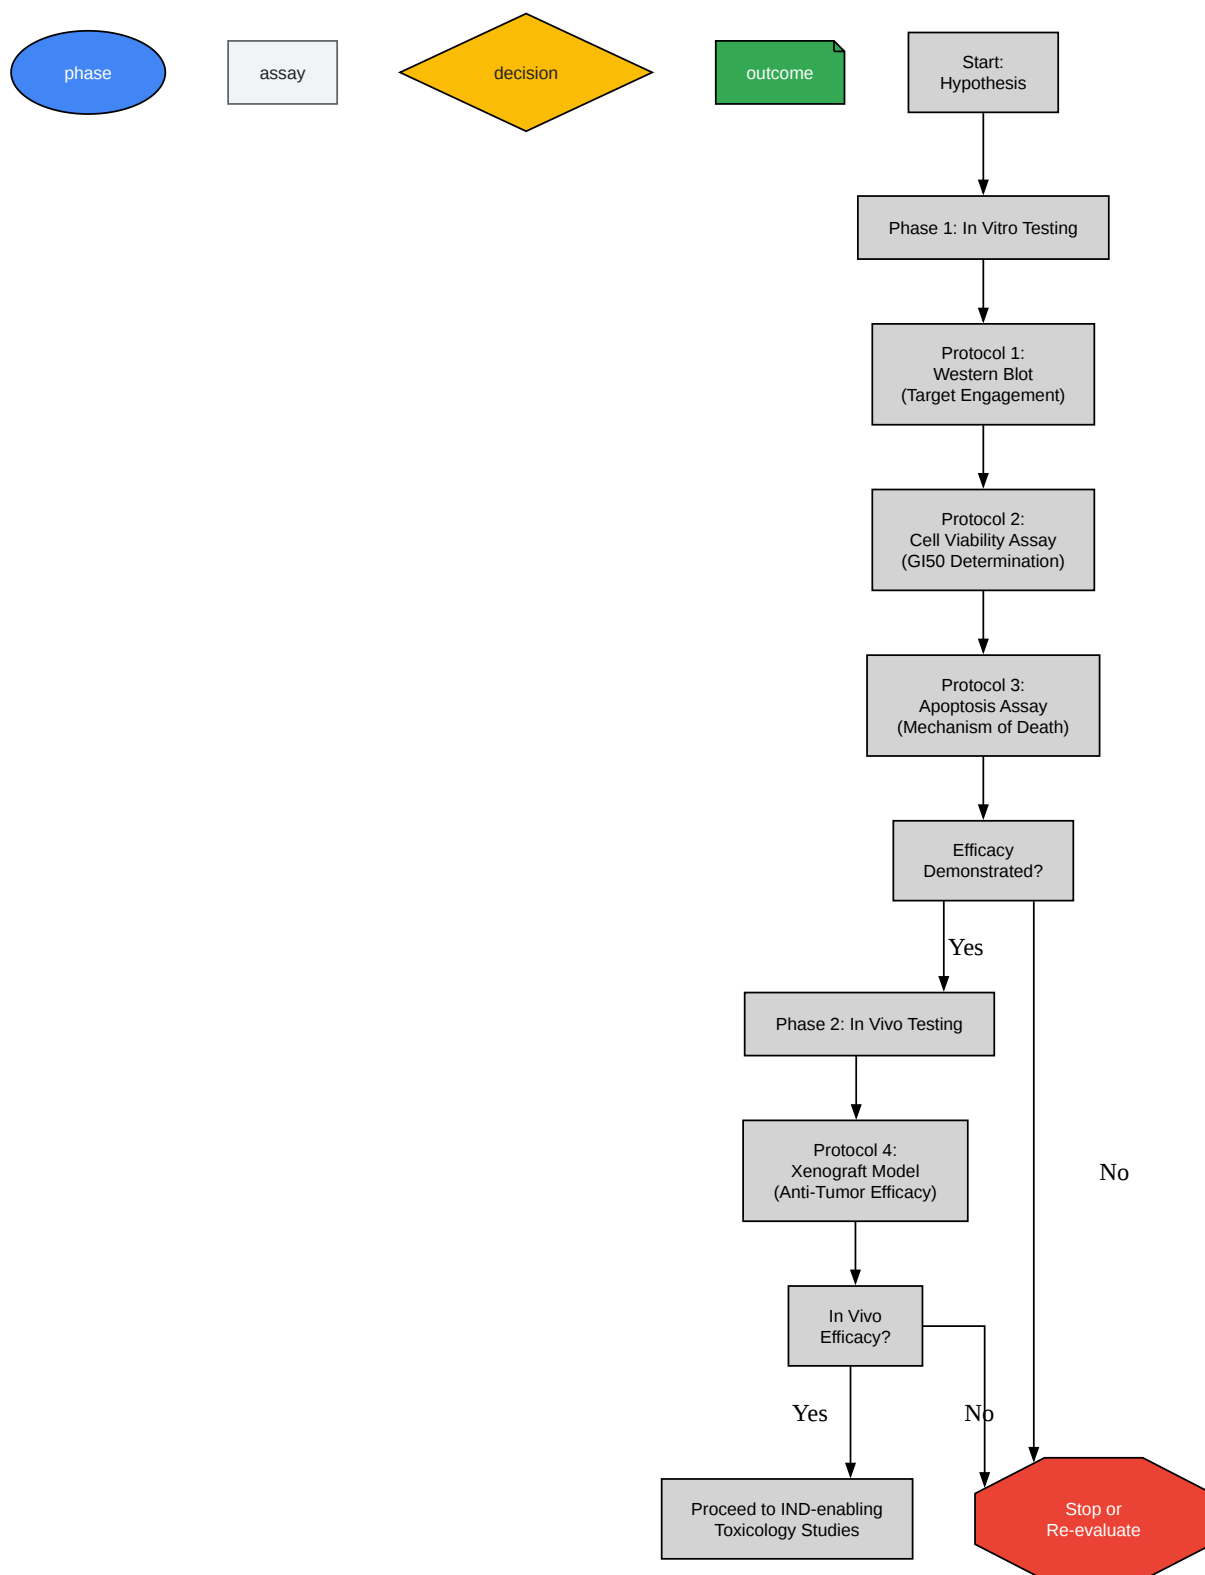 phase
assay
decision
outcome
Start:
Hypothesis
Phase 1: In Vitro Testing
Protocol 1:
Western Blot
(Target Engagement)
Protocol 2:
Cell Viability Assay
(GI50 Determination)
Protocol 3:
Apoptosis Assay
(Mechanism of Death)
Efficacy
Demonstrated?
Yes
Phase 2: In Vivo Testing
Protocol 4:
Xenograft Model
(Anti-Tumor Efficacy)
No
In Vivo
Efficacy?
Yes
No
Proceed to IND-enabling
Toxicology Studies
Stop or
Re-evaluate